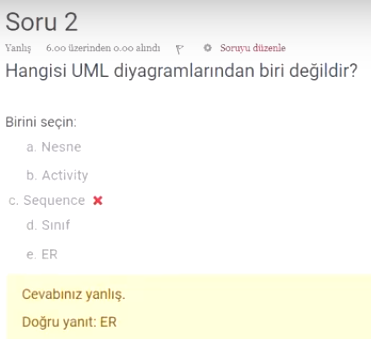 Soru 2
Yanlış 6.00 üzerinden 0.00 alındı Soruyu düzenle
Hangisi UML diyagramlarından biri değildir?
Birini seçin:
a. Nesne
b. Activity
c. Sequence
d. Sınıf
e. ER
Cevabınız yanlış.
Doğru yanıt: ER